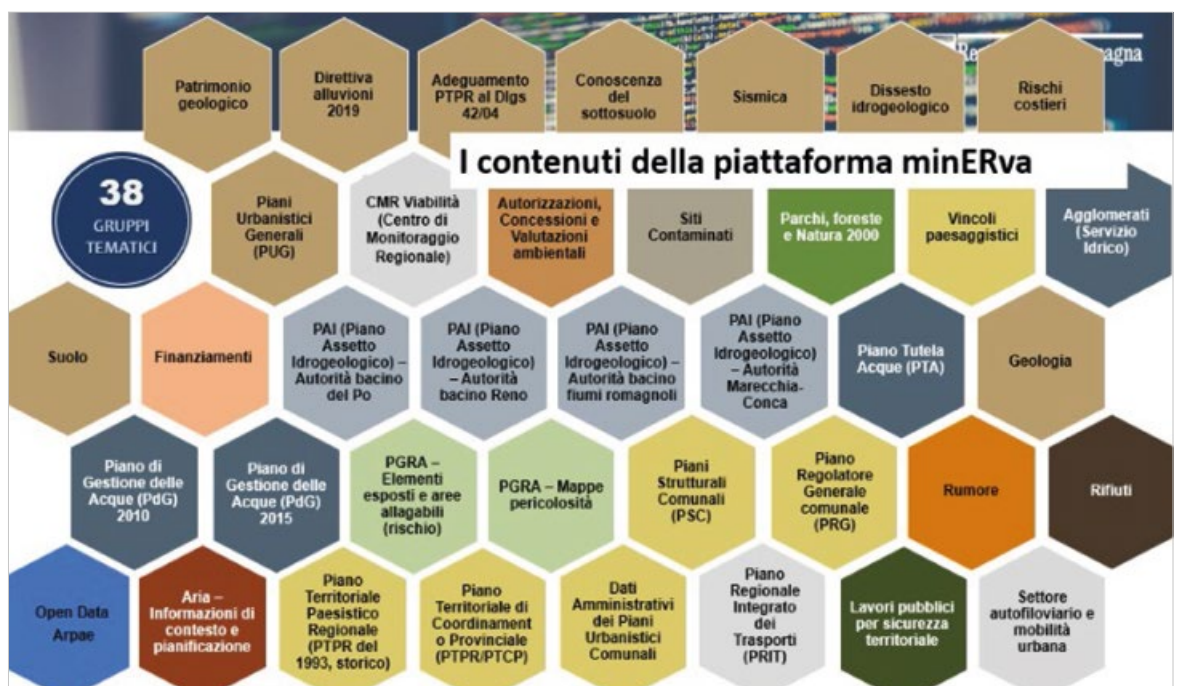 Re
agna
Patrimonio
geologico
Direttiva
alluvioni
2019
Adeguamento
PTPR al Dlgs
42/04
Conoscenza
del
sottosuolo
Sismica
Dissesto
idrogeologico
Rischi
costieri
I contenuti della piattaforma minERva
38
GRUPPI
TEMATICI
Piani
Urbanistici
Generali
(PUG)
CMR Viabilità
(Centro di
Monitoraggio
Regionale)
Autorizzazioni,
Concessioni e
Valutazioni
ambientali
Siti
Contaminati
Parchi, foreste
e Natura 2000
Vincoli
paesaggistici
Agglomerati
(Servizio
Idrico)
Suolo
Finanziamenti
PAI (Piano
Assetto
Idrogeologico) –
Autorità bacino
del Po
PAI (Piano
Assetto
Idrogeologico)
– Autorità
bacino Reno
PAI (Piano
Assetto
Idrogeologico) –
Autorità bacino
fiumi romagnoli
PAI (Piano
Assetto
Idrogeologico)
– Autorità
Marecchia-
Conca
Piano Tutela
Acque (PTA)
Geologia
Piano di
Gestione delle
Acque (PdG)
2010
Piano di
Gestione delle
Acque (PdG)
2015
PGRA –
Elementi
esposti e aree
allagabili
(rischio)
PGRA – Mappe
pericolosità
Piani
Strutturali
Comunali
(PSC)
Piano
Regolatore
Generale
comunale
(PRG)
Rumore
Rifiuti
Open Data
Arpae
Aria –
Informazioni di
contesto e
pianificazione
Piano
Territoriale
Paesistico
Regionale
(PTPR del
1993, storico)
Piano
Territoriale di
Coordinament
o Provinciale
(PTPR/PTCP)
Dati
Amministrativi
dei Piani
Urbanistici
Comunali
Piano
Regionale
Integrato
dei
Trasporti
(PRIT)
Lavori pubblici
per sicurezza
territoriale
Settore
autofiloviario e
mobilità
urbana